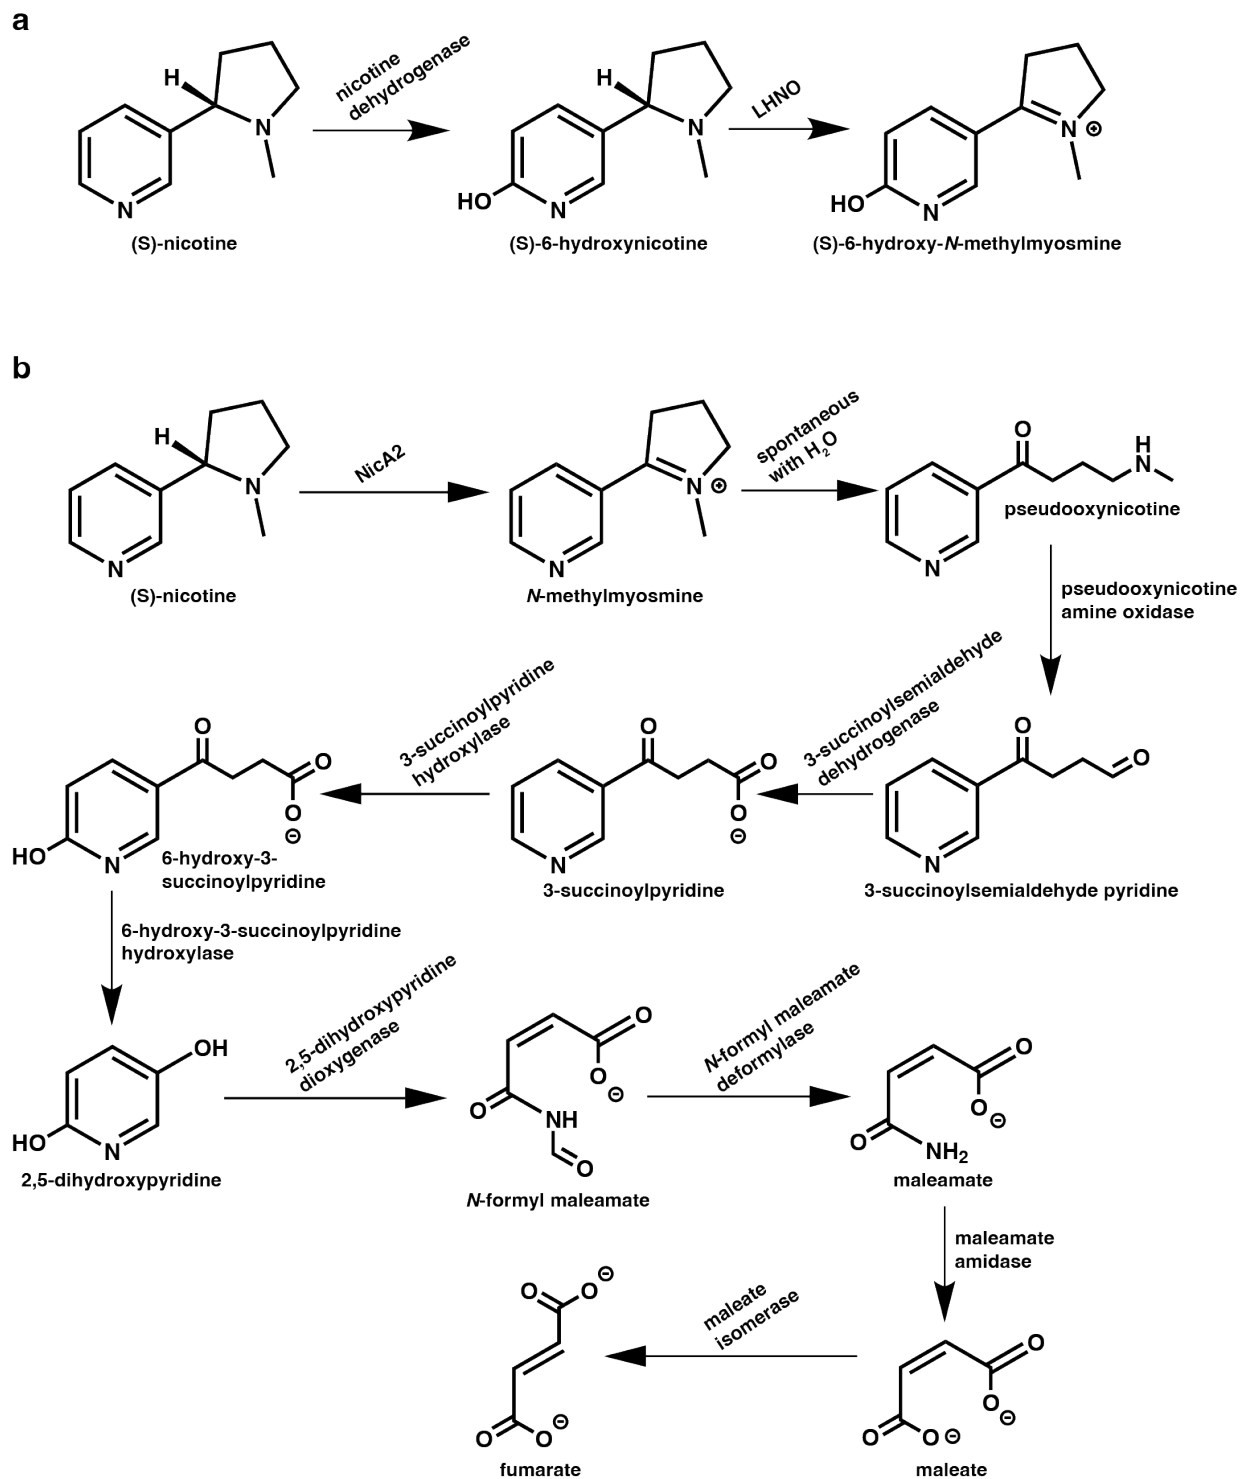 a
H
N
N
(S)-nicotine
nicotine
dehydrogenase
H
N
HO
N
(S)-6-hydroxynicotine
LHNO
N ⊕
HO
N
(S)-6-hydroxy-N-methylmyosmine
b
H
N
N
(S)-nicotine
NicA2
N ⊕
N
N-methylmyosmine
spontaneous
with H2O
O
H
N
N
pseudooxynicotine
pseudooxynicotine
amine oxidase
O
O
N
3-succinoylsemialdehyde pyridine
3-succinoylsemialdehyde
dehydrogenase
O
O
O
⊖
N
3-succinoylpyridine
3-succinoylpyridine
hydroxylase
O
O
O
⊖
HO
N
6-hydroxy-3-
succinoylpyridine
6-hydroxy-3-succinoylpyridine
hydroxylase
OH
HO
N
2,5-dihydroxypyridine
2,5-dihydroxypyridine
dioxygenase
O
O
⊖
O
NH
O
N-formyl maleamate
N-formyl maleamate
deformylase
O
O
⊖
O
NH2
maleamate
maleamate
amidase
O
O
⊖
O
O ⊖
maleate
maleate
isomerase
O
O ⊖
O
O ⊖
fumarate